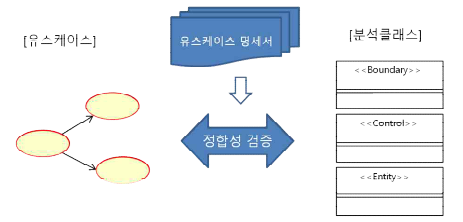 [유스케이스]
유스케이스 명세서
[분석클래스]
정합성 검증
<<Boundary>
<<Control>
<<Entity>